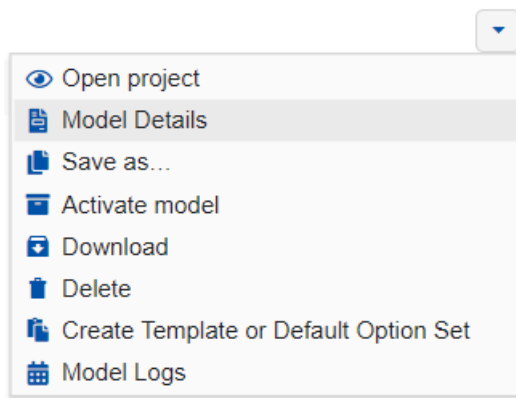 Open project
Model Details
Save as...
Activate model
Download
Delete
Create Template or Default Option Set
Model Logs